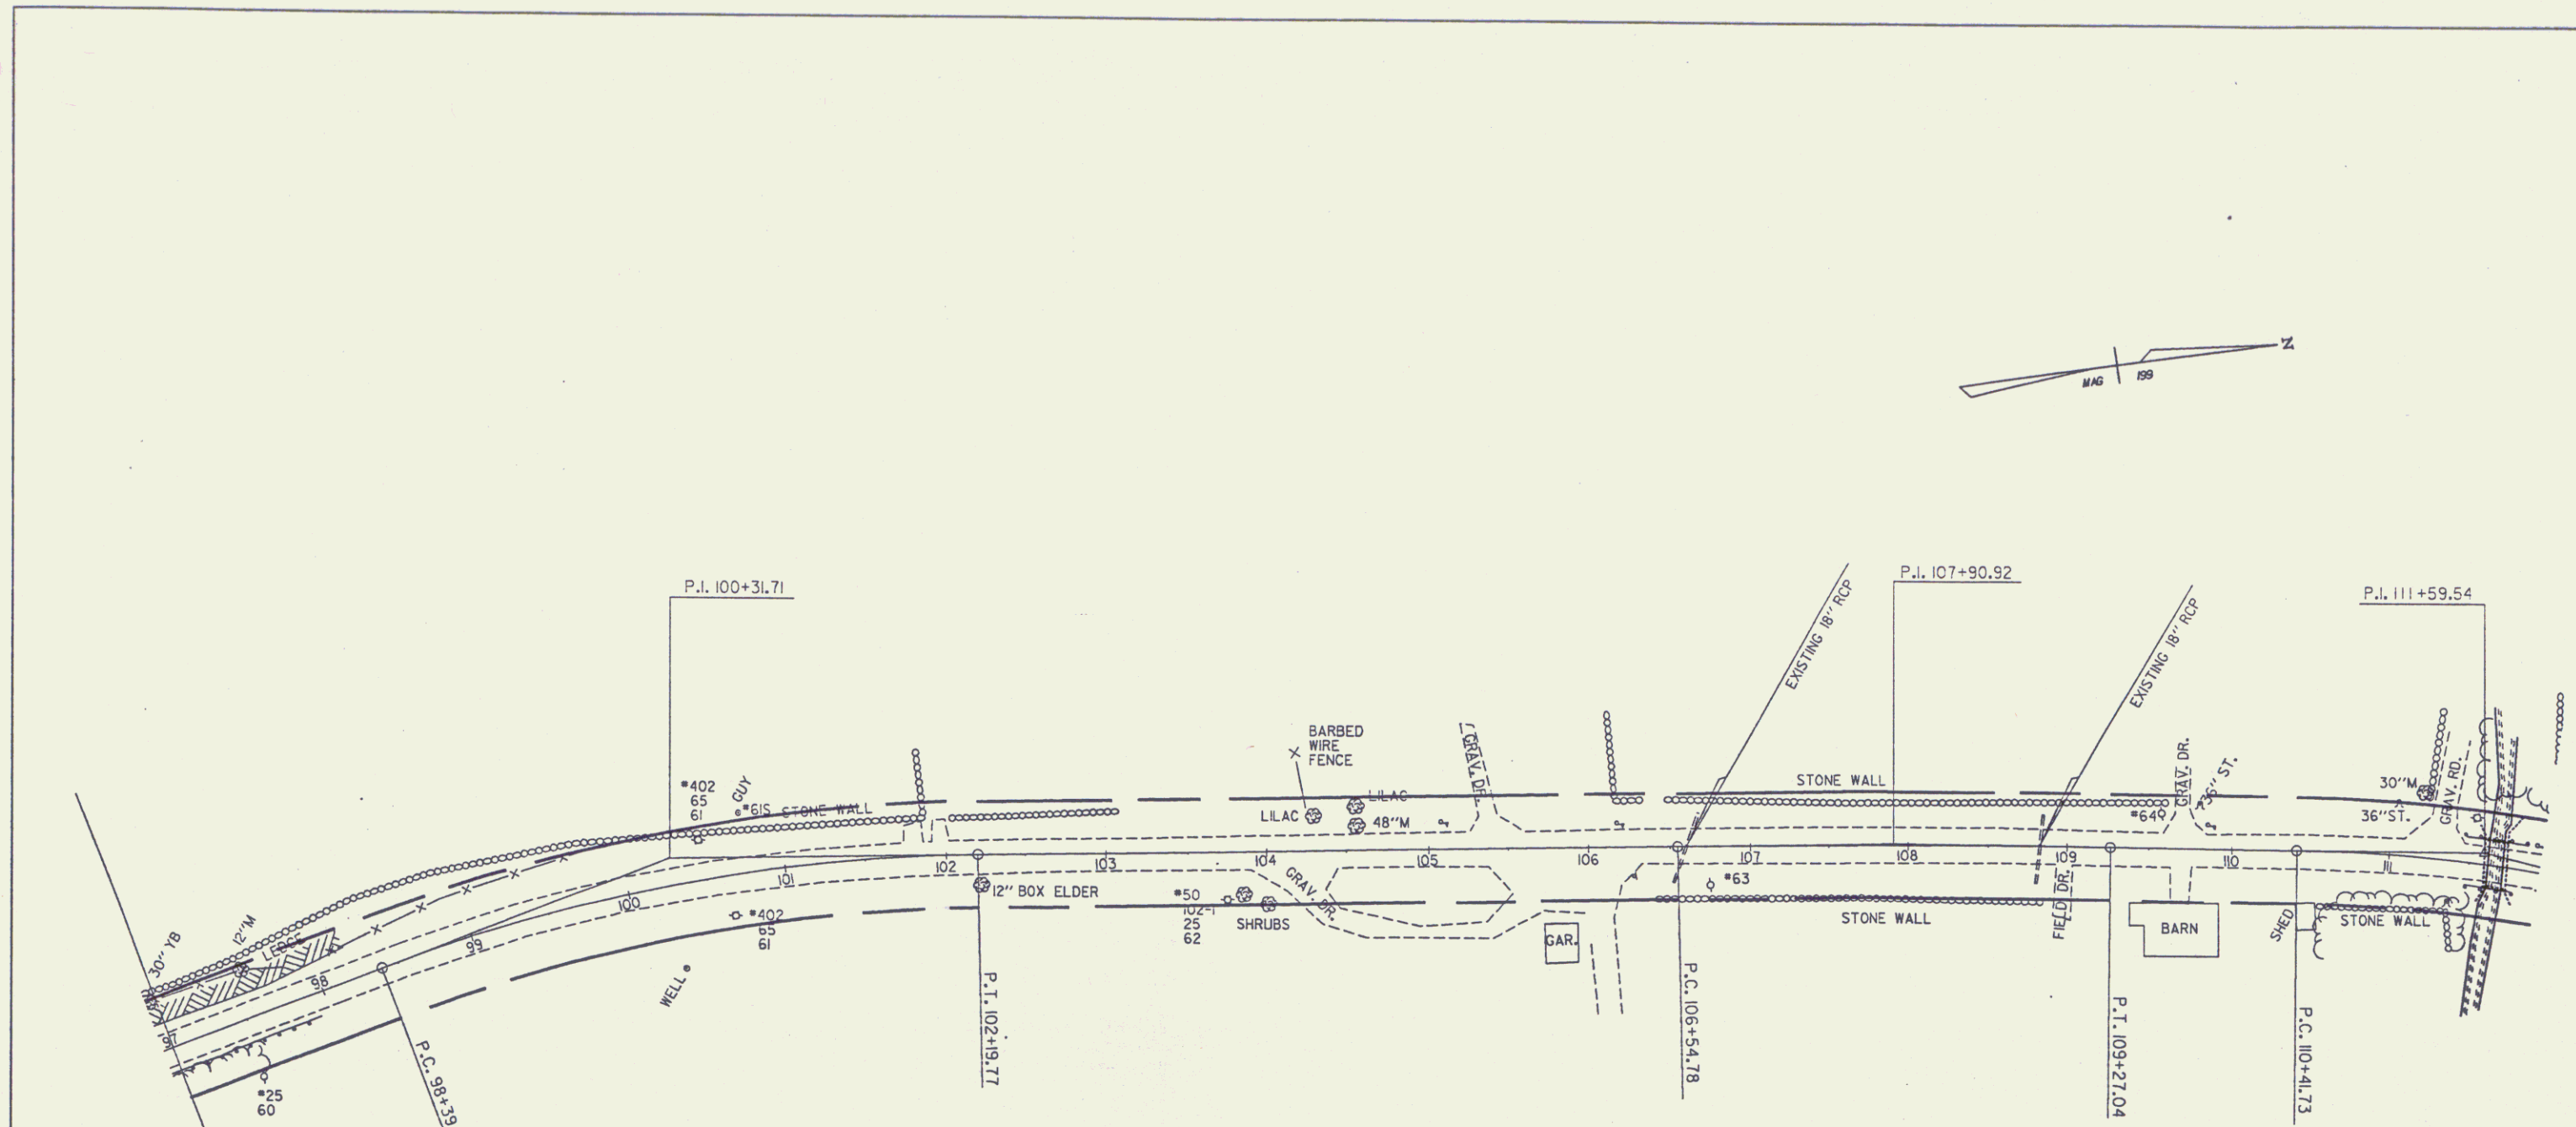 MAG 199
N
P.I. 100+31.71
P.I. 107+90.92
P.I. 111+59.54
EXISTING 18" RCP
EXISTING 18" RCP
BARBED
WIRE
FENCE
GRAV. DR.
STONE WALL
GRAV. DR.
36" ST.
30"M
GRAV. RD.
#402
65
61
GUY
#61S
STONE WALL
LILAC
LILAC
48"M
#64
36"ST.
97
98
99
100
101
102
103
104
105
106
107
108
109
110
111
30" YB
12"M
LEDGE
#402
65
61
WELL
12" BOX ELDER
#50
102-1
25
62
SHRUBS
GRAV. DR.
GAR.
#63
STONE WALL
FIELD DR.
BARN
SHED
STONE WALL
#25
60
P.C. 98+39
P.T. 102+19.77
P.C. 106+54.78
P.T. 109+27.04
P.C. 110+41.73